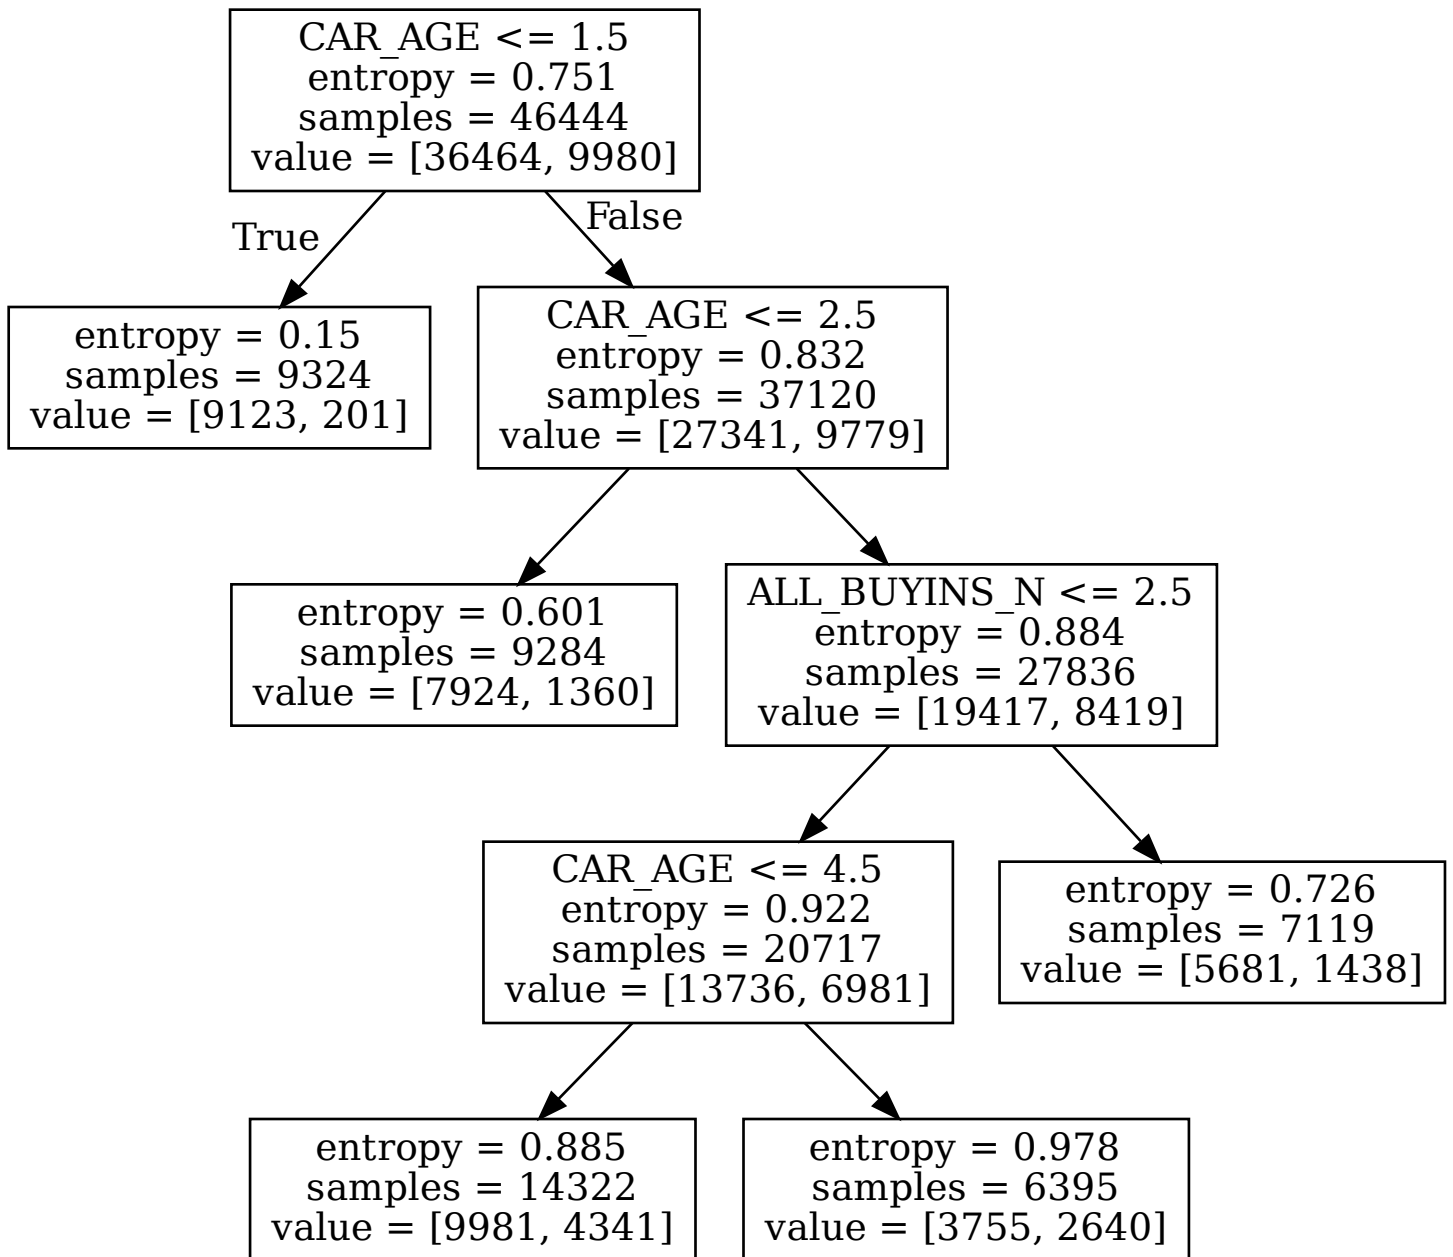 CAR_AGE <= 1.5
entropy = 0.751
samples = 46444
value = [36464, 9980]
True
False
entropy = 0.15
samples = 9324
value = [9123, 201]
CAR_AGE <= 2.5
entropy = 0.832
samples = 37120
value = [27341, 9779]
entropy = 0.601
samples = 9284
value = [7924, 1360]
ALL_BUYINS_N <= 2.5
entropy = 0.884
samples = 27836
value = [19417, 8419]
CAR_AGE <= 4.5
entropy = 0.922
samples = 20717
value = [13736, 6981]
entropy = 0.726
samples = 7119
value = [5681, 1438]
entropy = 0.885
samples = 14322
value = [9981, 4341]
entropy = 0.978
samples = 6395
value = [3755, 2640]